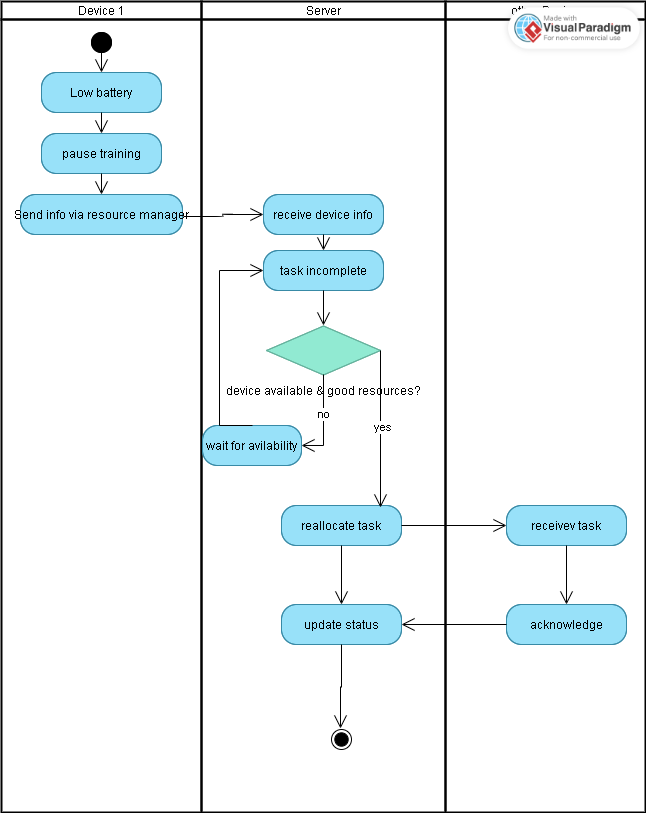 Device 1
Server
Made with
VisualParadigm
For non-commercial use
Low battery
pause training
Send info via resource manager
receive device info
task incomplete
device available & good resources?
no
yes
wait for avilability
reallocate task
receivev task
update status
acknowledge